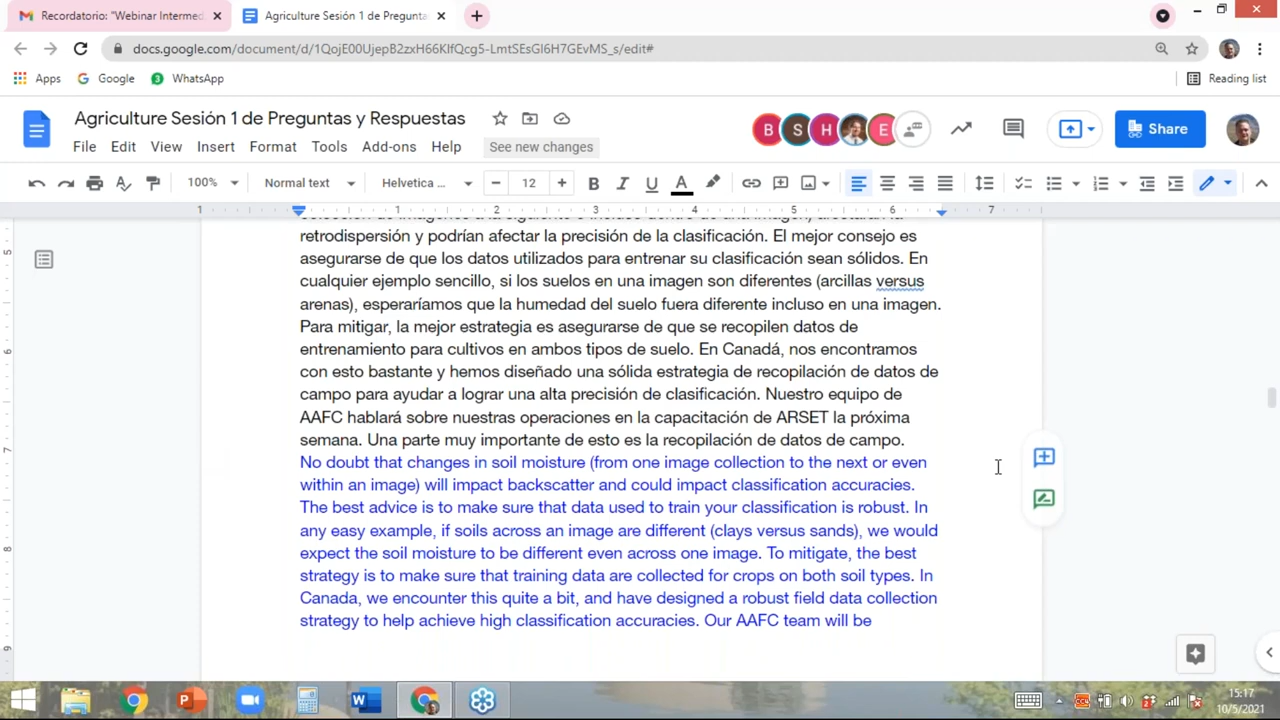 Recordatorio: "Webinar Intermed
Agriculture Sesión 1 de Pregunta
docs.google.com/document/d/1QojE00UjepB2zxH66KIfQcg5-LmtSEsGl6H7GEvMS_s/edit#
Apps
Google
WhatsApp
Reading list
Agriculture Sesión 1 de Preguntas y Respuestas
B
S
H
E
Share
File Edit View Insert Format Tools Add-ons Help See new changes
100% Normal text Helvetica ... 12 B I U A
1 1 2 3 4 5 6 7
retrodispersión y podrían afectar la precisión de la clasificación. El mejor consejo es
asegurarse de que los datos utilizados para entrenar su clasificación sean sólidos. En
cualquier ejemplo sencillo, si los suelos en una imagen son diferentes (arcillas versus
arenas), esperaríamos que la humedad del suelo fuera diferente incluso en una imagen.
Para mitigar, la mejor estrategia es asegurarse de que se recopilen datos de
entrenamiento para cultivos en ambos tipos de suelo. En Canadá, nos encontramos
con esto bastante y hemos diseñado una sólida estrategia de recopilación de datos de
campo para ayudar a lograr una alta precisión de clasificación. Nuestro equipo de
AAFC hablará sobre nuestras operaciones en la capacitación de ARSET la próxima
semana. Una parte muy importante de esto es la recopilación de datos de campo.
No doubt that changes in soil moisture (from one image collection to the next or even
within an image) will impact backscatter and could impact classification accuracies.
The best advice is to make sure that data used to train your classification is robust. In
any easy example, if soils across an image are different (clays versus sands), we would
expect the soil moisture to be different even across one image. To mitigate, the best
strategy is to make sure that training data are collected for crops on both soil types. In
Canada, we encounter this quite a bit, and have designed a robust field data collection
strategy to help achieve high classification accuracies. Our AAFC team will be
5
6
7
8
9
15:17
10/5/2021